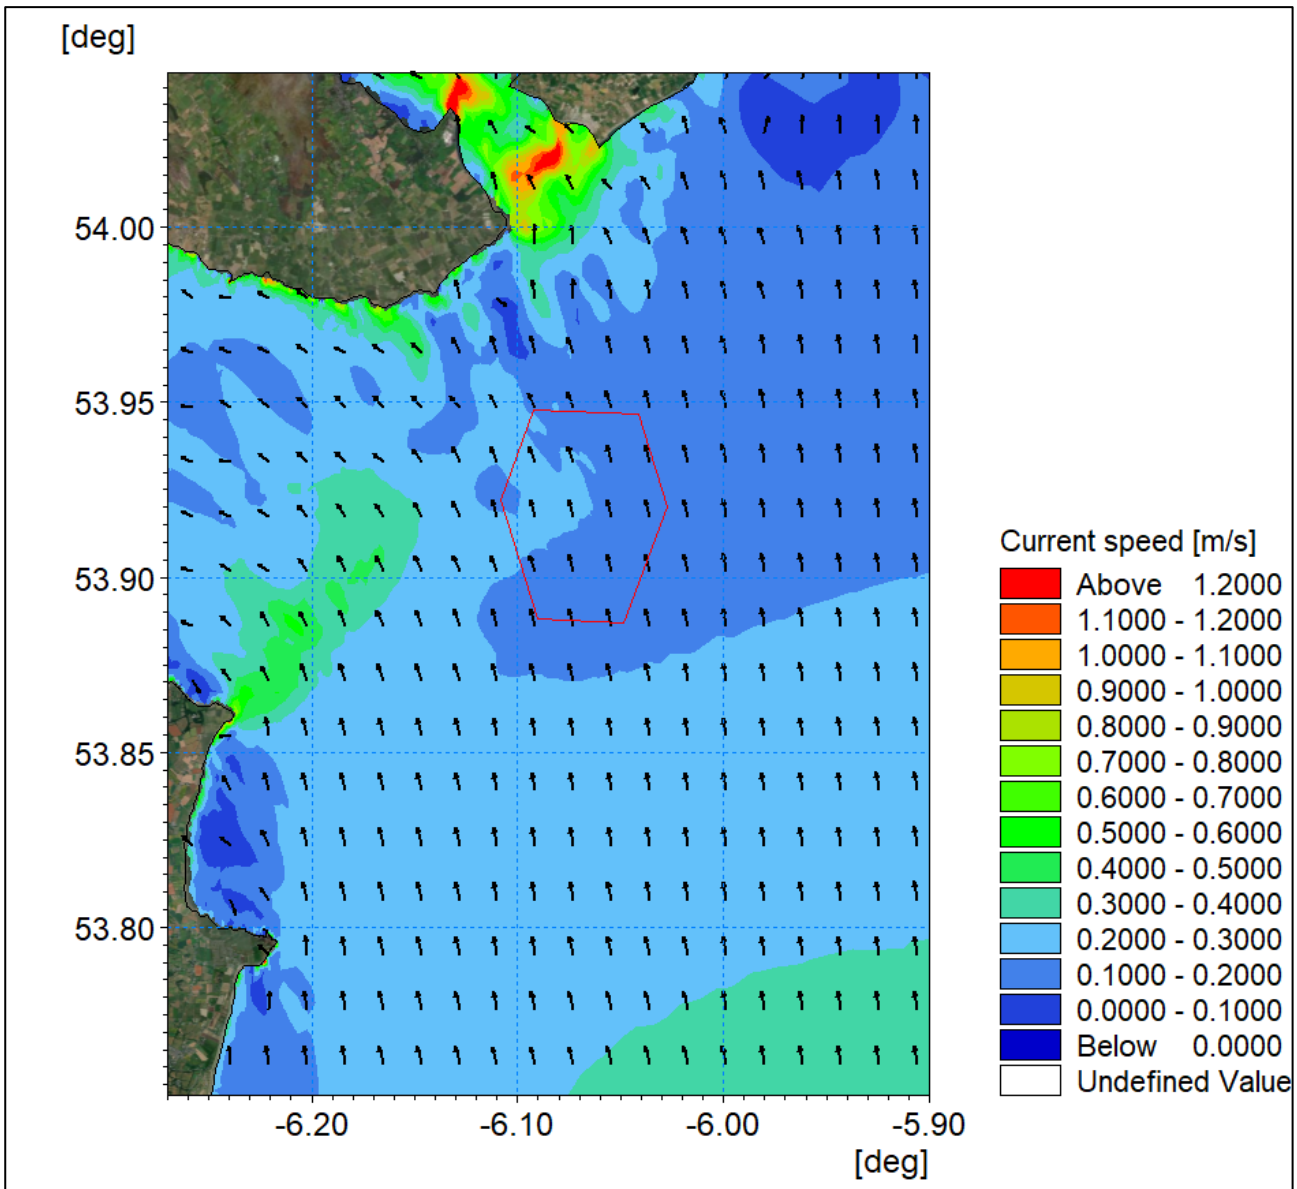 [deg]
54.00
53.95
53.90
53.85
53.80
-6.20 -6.10 -6.00 -5.90
[deg]
Current speed [m/s]
Above 1.2000
1.1000 - 1.2000
1.0000 - 1.1000
0.9000 - 1.0000
0.8000 - 0.9000
0.7000 - 0.8000
0.6000 - 0.7000
0.5000 - 0.6000
0.4000 - 0.5000
0.3000 - 0.4000
0.2000 - 0.3000
0.1000 - 0.2000
0.0000 - 0.1000
Below 0.0000
Undefined Value